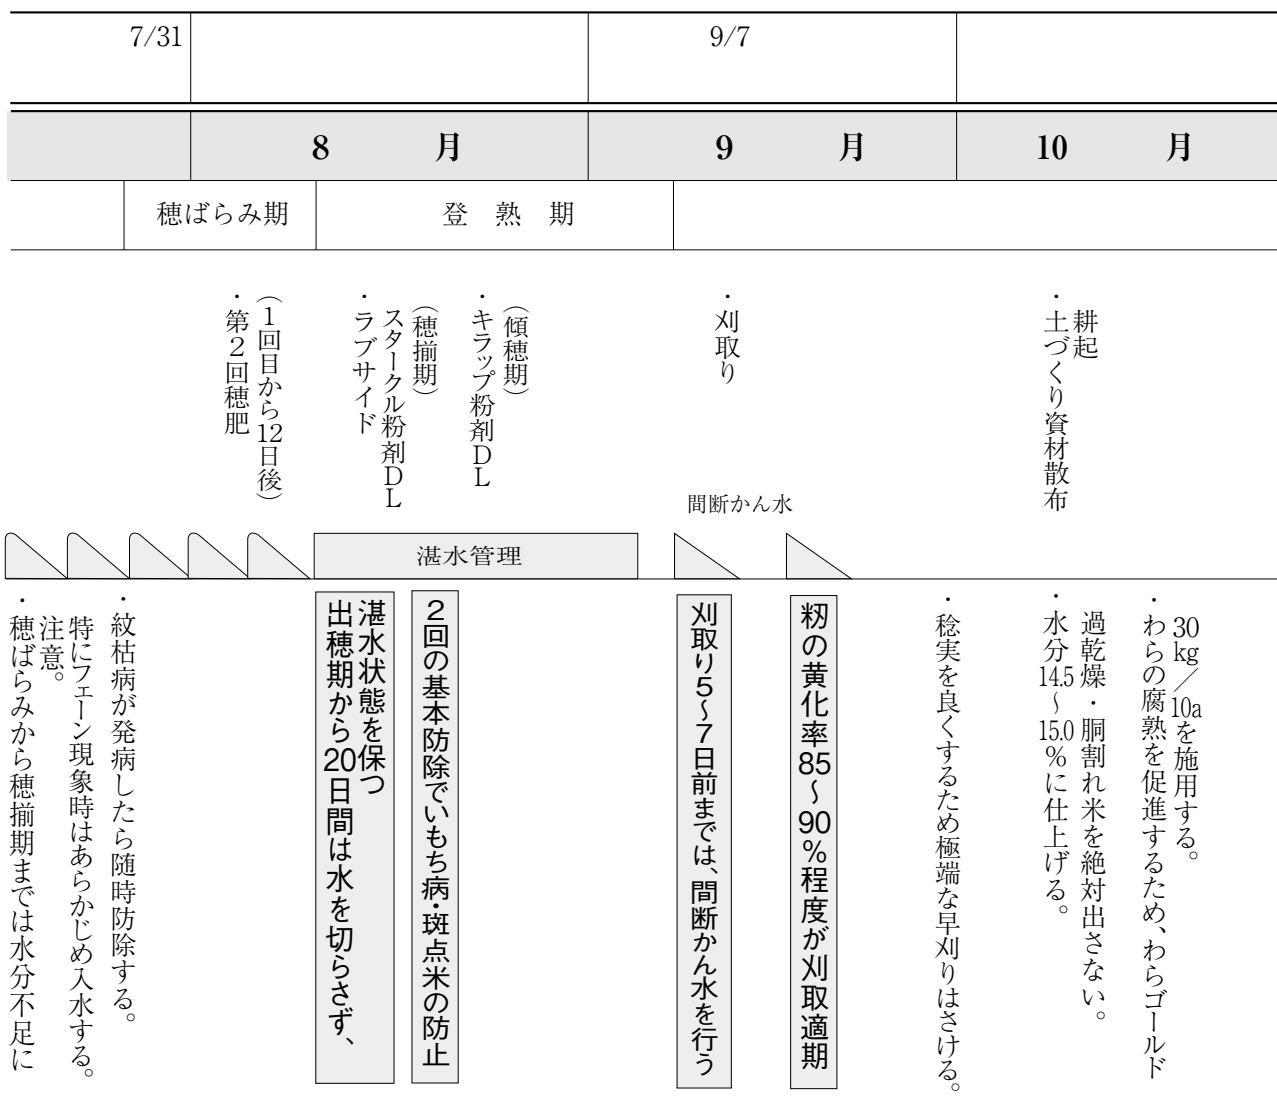 7/31
9/7
8月
9月
10月
穂ばらみ期
登熟期
・第2回穂肥
(1回目から12日後)
・ラブサイド
スタークル粉剤DL
(穂揃期)
・キラップ粉剤DL
(傾穂期)
・刈取り
・土づくり資材散布
耕起
間断かん水
湛水管理
・穂ばらみから穂揃期までは水分不足に
注意。
特にフェーン現象時はあらかじめ入水する。
・紋枯病が発病したら随時防除する。
出穂期から20日間は水を切らさず、
湛水状態を保つ
2回の基本防除でいもち病・斑点米の防止
刈取り5〜7日前までは、間断かん水を行う
籾の黄化率85〜90%程度が刈取適期
・稔実を良くするため極端な早刈りはさける。
・水分14.5〜15.0%に仕上げる。
過乾燥・胴割れ米を絶対出さない。
・わらの腐熟を促進するため、わらゴールド
30kg/10aを施用する。